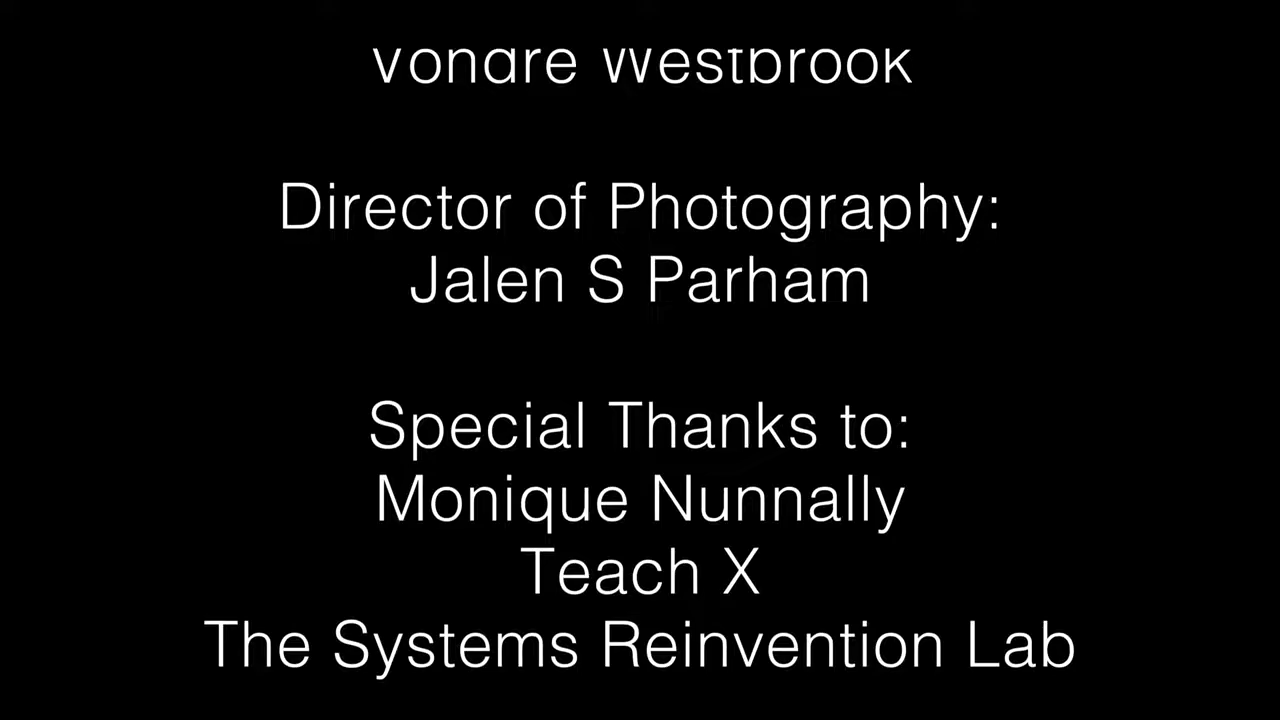 Vondre Westbrook
Director of Photography:
Jalen S Parham
Special Thanks to:
Monique Nunnally
Teach X
The Systems Reinvention Lab